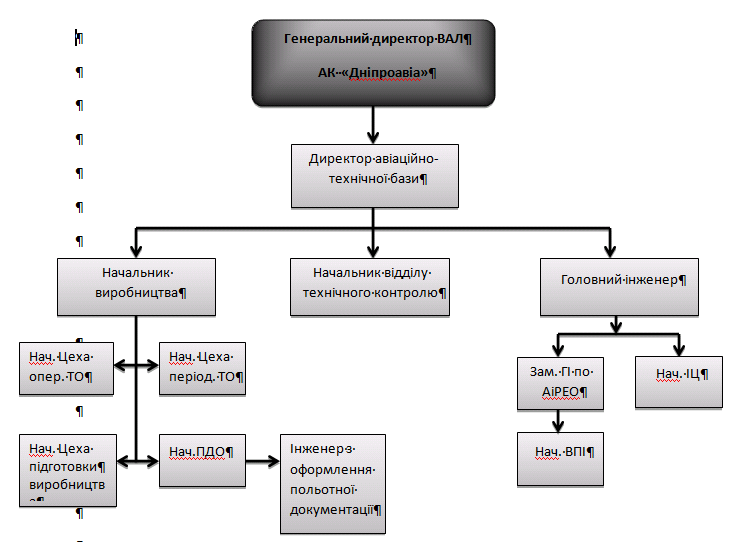 Генеральний директор ВАЛ¶
АК «Дніпроавіа»¶
Директор авіаційно-
технічної бази¶
Начальник
виробництва¶
Начальник відділу
технічного контролю¶
Головний інженер¶
Нач. Цеха
опер. ТО¶
Нач. Цеха
період. ТО¶
Зам. ГІ по
АіРЕО¶
Нач. ІЦ¶
Нач. Цеха
підготовки
виробництв
а¶
Нач.ПДО¶
Інженер з
оформлення
польотної
документації¶
Нач. ВПІ¶